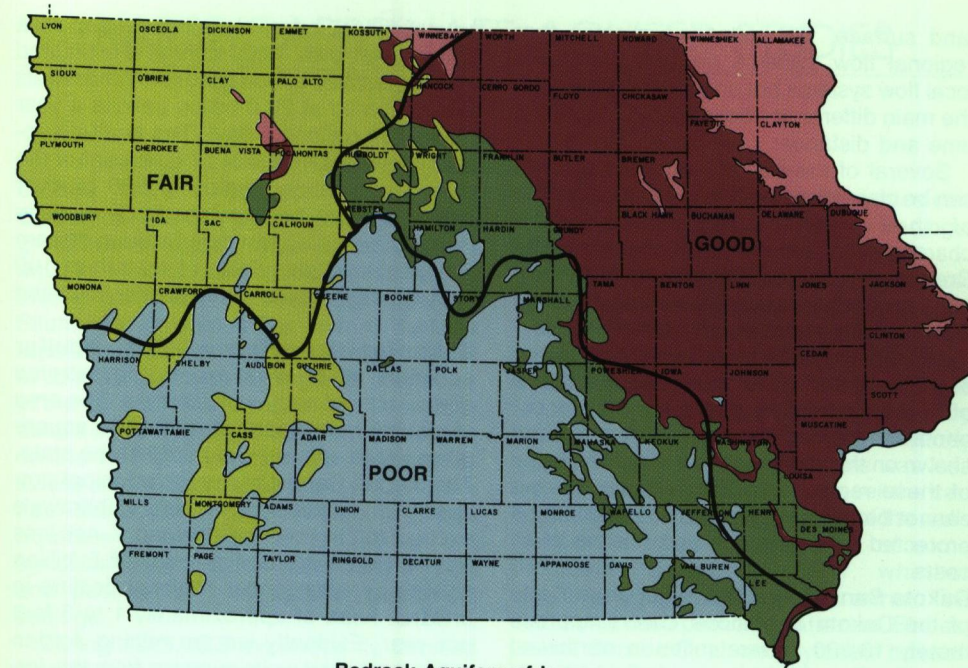 LYON OSCEOLA DICKINSON EMMET KOSSUTH WINNEBAG WORTH MITCHELL HOWARD WINNESHIEK ALLAMAKEE
SIOUX O'BRIEN CLAY PALO ALTO HANCOCK CERRO GORDO FLOYD CHICKASAW
PLYMOUTH CHEROKEE BUENA VISTA POCAHONTAS HUMBOLDT WRIGHT FRANKLIN BUTLER BREMER FAYETTE CLAYTON
FAIR
WOODBURY IDA SAC CALHOUN WEBSTER HAMILTON HARDIN GRUNDY BLACK HAWK BUCHANAN DELAWARE DUBUQUE
GOOD
MONONA CRAWFORD CARROLL GREENE BOONE STORY MARSHALL TAMA BENTON LINN JONES JACKSON
CLINTON
HARRISON SHELBY AUDUBON GUTHRIE DALLAS POLK JASPER POWESHIEK IOWA JOHNSON CEDAR
SCOTT
MUSCATINE
POTTAWATTAMIE CASS ADAIR MADISON WARREN MARION MAHASKA KEOKUK WASHINGTON
LOUISA
POOR
MILLS MONTGOMERY ADAMS UNION CLARKE LUCAS MONROE WAPELLO JEFFERSON HENRY
DES MOINES
FREMONT PAGE TAYLOR RINGGOLD DECATUR WAYNE APPANOOSE DAVIS VAN BUREN
LEE